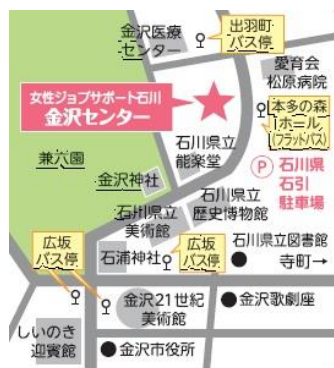 金沢医療
センター
出羽町
バス停
愛育会
松原病院
女性ジョブサポート石川
金沢センター
本多の森
ホール
(フラットバス)
石川県立
能楽堂
P 石川県
石引
駐車場
兼六園
金沢神社
石川県立
美術館
石川県立
歴史博物館
広坂
バス停
石浦神社
広坂
バス停
石川県立図書館
寺町→
金沢21世紀
美術館
金沢歌劇座
しいのき
迎賓館
金沢市役所